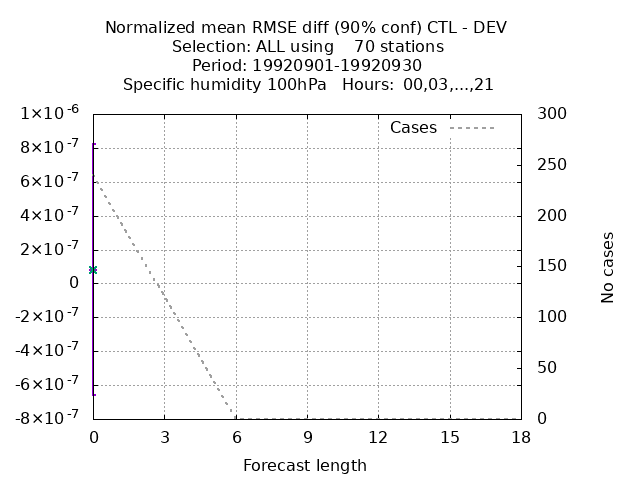 Normalized mean RMSE diff (90% conf) CTL - DEV
Selection: ALL using    70 stations
Period: 19920901-19920930
Specific humidity 100hPa   Hours: 00,03,...,21
Cases
1×10^-6
8×10^-7
6×10^-7
4×10^-7
2×10^-7
0
-2×10^-7
-4×10^-7
-6×10^-7
-8×10^-7
300
250
200
150
100
50
0
No cases
0 3 6 9 12 15 18
Forecast length